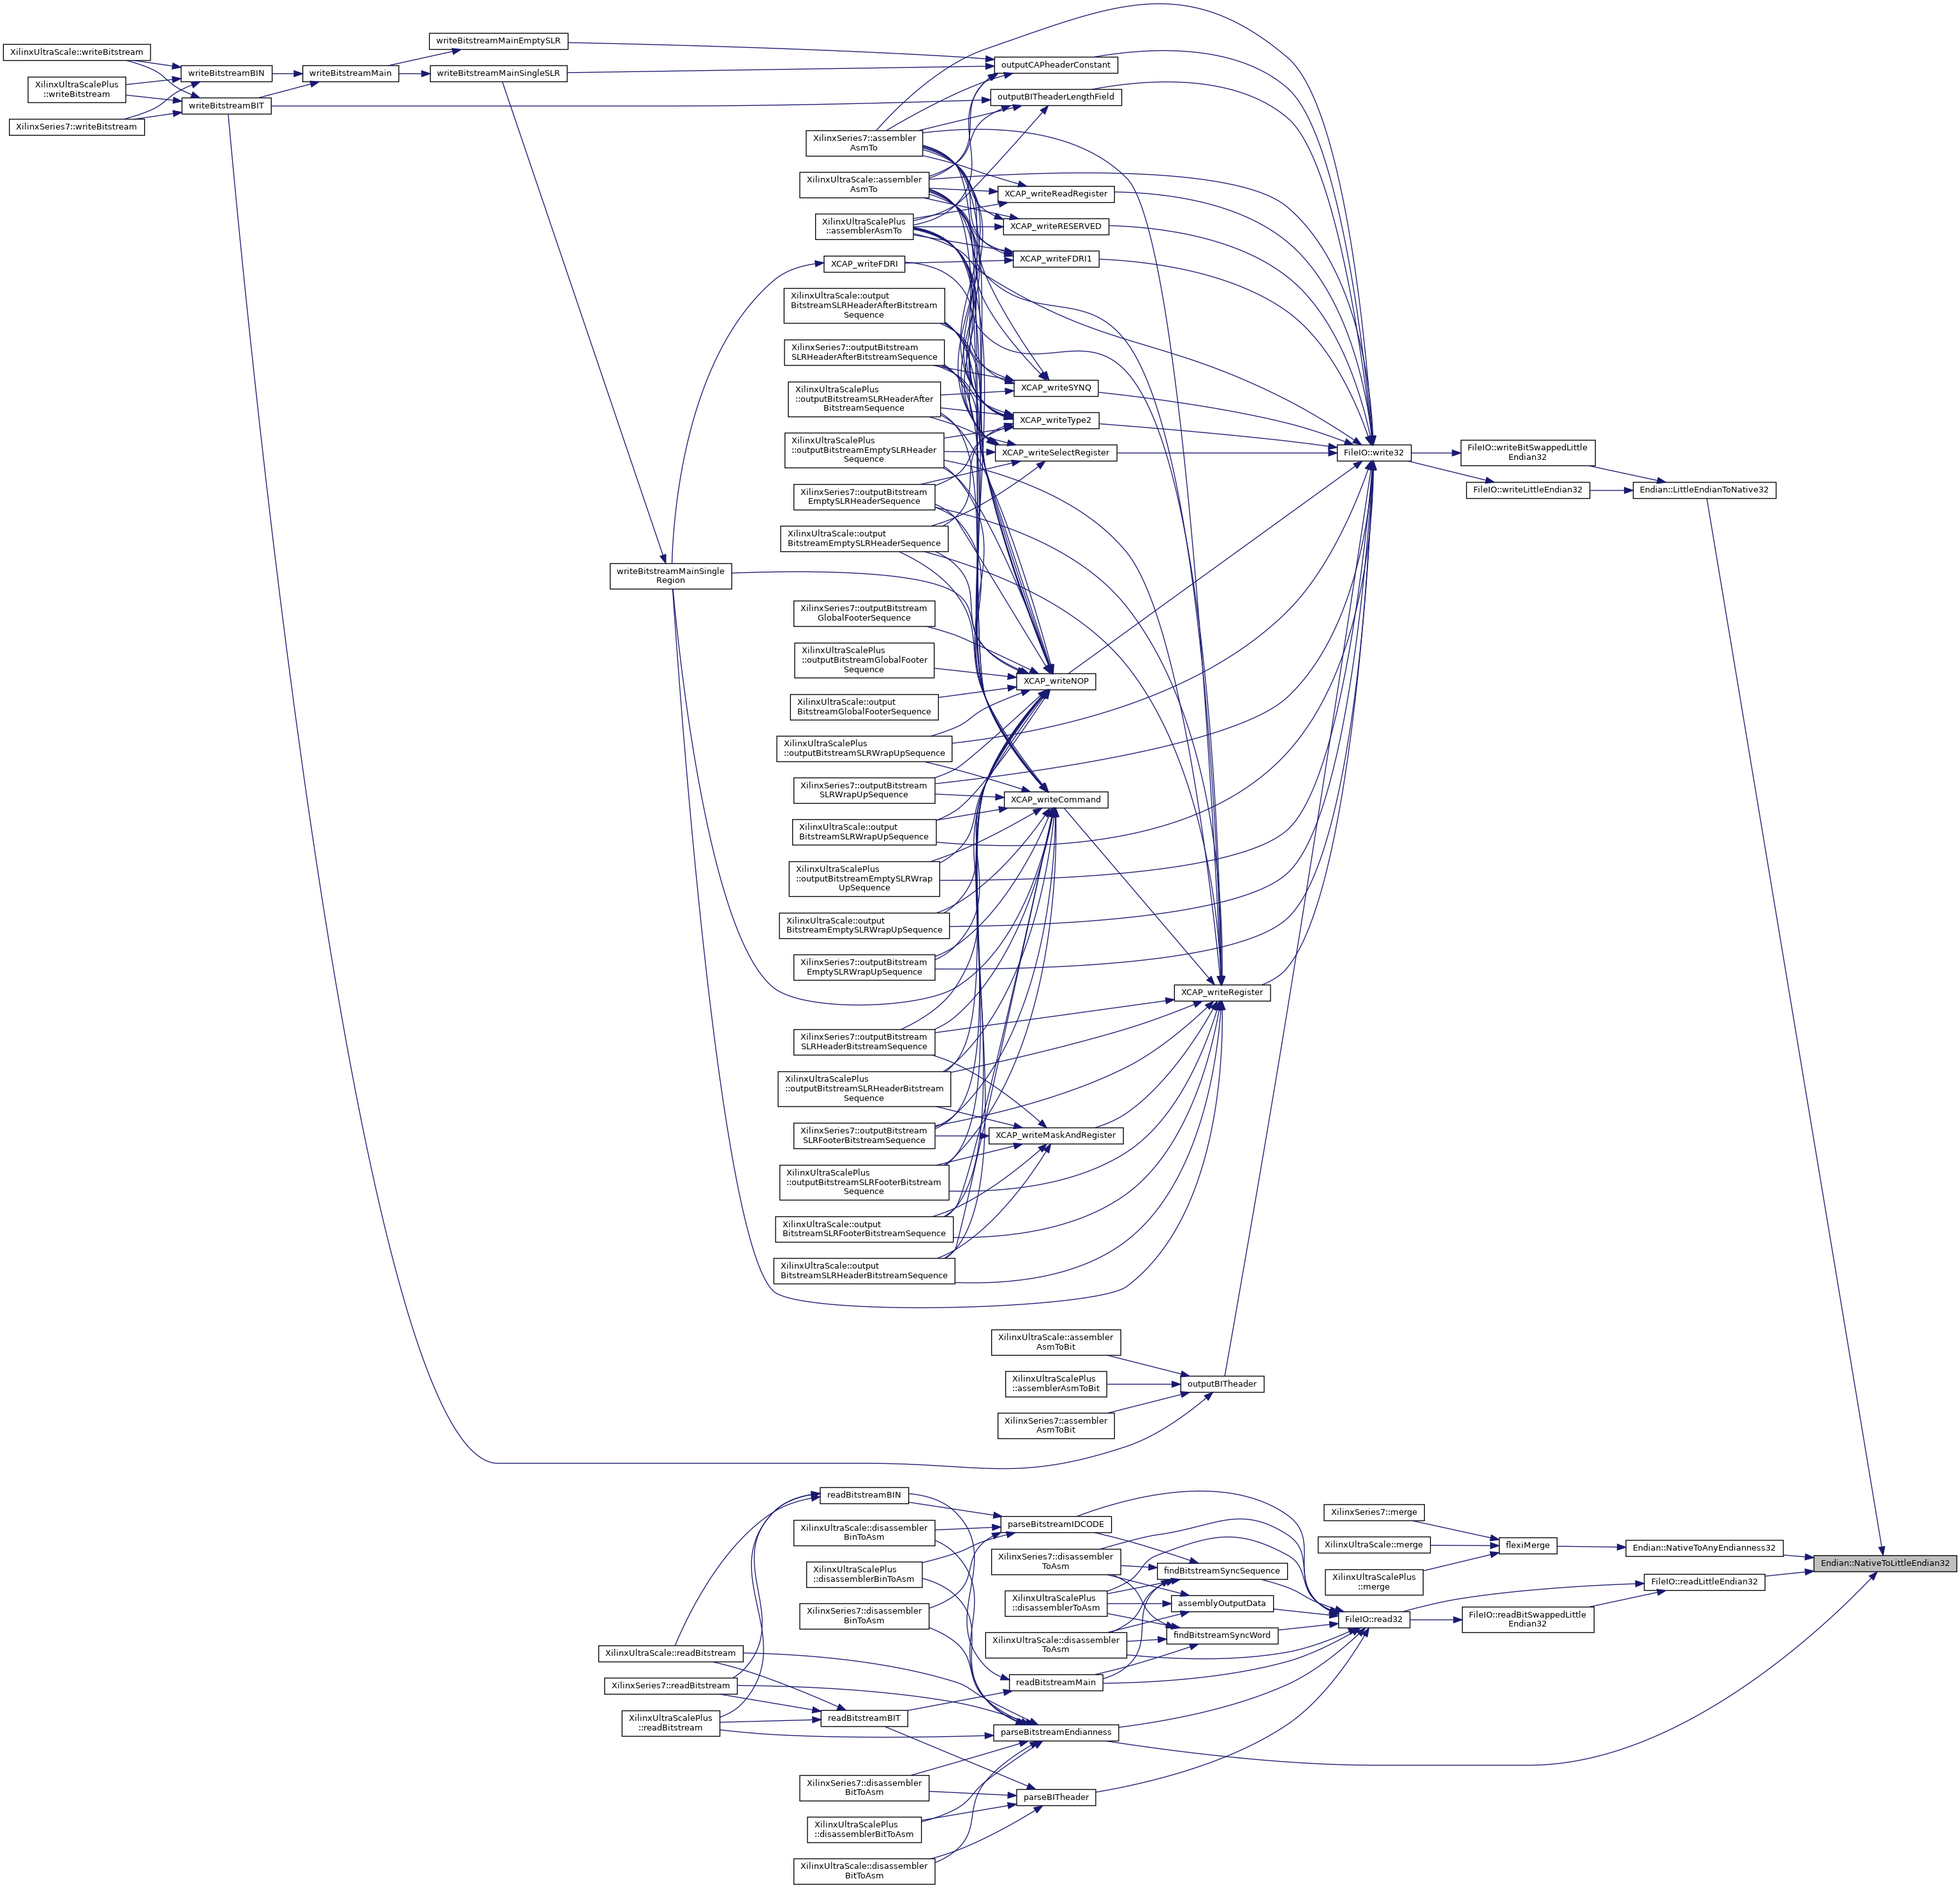 writeBitstreamMainEmptySLR
XilinxUltraScale::writeBitstream
writeBitstreamBIN
writeBitstreamMain
writeBitstreamMainSingleSLR
outputCAPheaderConstant
XilinxUltraScalePlus
::writeBitstream
writeBitstreamBIT
outputBITheaderLengthField
XilinxSeries7::writeBitstream
XilinxSeries7::assembler
AsmTo
XilinxUltraScale::assembler
AsmTo
XCAP_writeReadRegister
XilinxUltraScalePlus
::assemblerAsmTo
XCAP_writeRESERVED
XCAP_writeFDRI
XCAP_writeFDRI1
XilinxUltraScale::output
BitstreamSLRHeaderAfterBitstream
Sequence
XilinxSeries7::outputBitstream
SLRHeaderAfterBitstreamSequence
XilinxUltraScalePlus
::outputBitstreamSLRHeaderAfter
BitstreamSequence
XCAP_writeSYNQ
XCAP_writeType2
XilinxUltraScalePlus
::outputBitstreamEmptySLRHeader
Sequence
XCAP_writeSelectRegister
FileIO::write32
FileIO::writeBitSwappedLittle
Endian32
FileIO::writeLittleEndian32
Endian::LittleEndianToNative32
XilinxSeries7::outputBitstream
EmptySLRHeaderSequence
XilinxUltraScale::output
BitstreamEmptySLRHeaderSequence
writeBitstreamMainSingle
Region
XilinxSeries7::outputBitstream
GlobalFooterSequence
XilinxUltraScalePlus
::outputBitstreamGlobalFooter
Sequence
XCAP_writeNOP
XilinxUltraScale::output
BitstreamGlobalFooterSequence
XilinxUltraScalePlus
::outputBitstreamSLRWrapUpSequence
XilinxSeries7::outputBitstream
SLRWrapUpSequence
XCAP_writeCommand
XilinxUltraScale::output
BitstreamSLRWrapUpSequence
XilinxUltraScalePlus
::outputBitstreamEmptySLRWrap
UpSequence
XilinxUltraScale::output
BitstreamEmptySLRWrapUpSequence
XilinxSeries7::outputBitstream
EmptySLRWrapUpSequence
XCAP_writeRegister
XilinxSeries7::outputBitstream
SLRHeaderBitstreamSequence
XilinxUltraScalePlus
::outputBitstreamSLRHeaderBitstream
Sequence
XilinxSeries7::outputBitstream
SLRFooterBitstreamSequence
XCAP_writeMaskAndRegister
XilinxUltraScalePlus
::outputBitstreamSLRFooterBitstream
Sequence
XilinxUltraScale::output
BitstreamSLRFooterBitstreamSequence
XilinxUltraScale::output
BitstreamSLRHeaderBitstreamSequence
XilinxUltraScale::assembler
AsmToBit
XilinxUltraScalePlus
::assemblerAsmToBit
outputBITheader
XilinxSeries7::assembler
AsmToBit
readBitstreamBIN
XilinxSeries7::merge
parseBitstreamIDCODE
XilinxUltraScale::disassembler
BinToAsm
XilinxUltraScale::merge
flexiMerge
Endian::NativeToAnyEndianness32
Endian::NativeToLittleEndian32
XilinxSeries7::disassembler
ToAsm
findBitstreamSyncSequence
XilinxUltraScalePlus
::disassemblerBinToAsm
XilinxUltraScalePlus
::merge
FileIO::readLittleEndian32
XilinxUltraScalePlus
::disassemblerToAsm
assemblyOutputData
XilinxSeries7::disassembler
BinToAsm
FileIO::read32
FileIO::readBitSwappedLittle
Endian32
findBitstreamSyncWord
XilinxUltraScale::disassembler
ToAsm
XilinxUltraScale::readBitstream
readBitstreamMain
XilinxSeries7::readBitstream
XilinxUltraScalePlus
::readBitstream
readBitstreamBIT
parseBitstreamEndianness
XilinxSeries7::disassembler
BitToAsm
parseBITheader
XilinxUltraScalePlus
::disassemblerBitToAsm
XilinxUltraScale::disassembler
BitToAsm